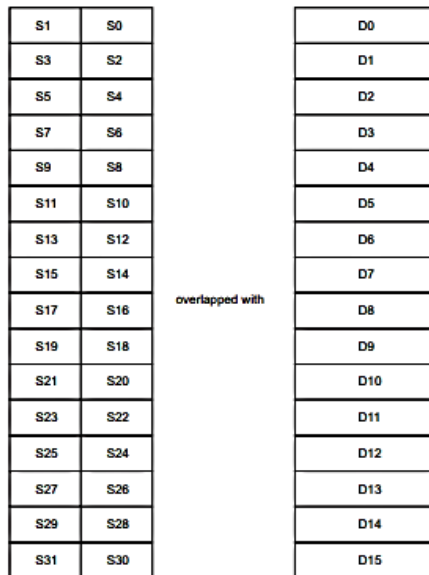 S1 S0 D0
S3 S2 D1
S5 S4 D2
S7 S6 D3
S9 S8 D4
S11 S10 D5
S13 S12 D6
S15 S14 D7
overlapped with
S17 S16 D8
S19 S18 D9
S21 S20 D10
S23 S22 D11
S25 S24 D12
S27 S26 D13
S29 S28 D14
S31 S30 D15